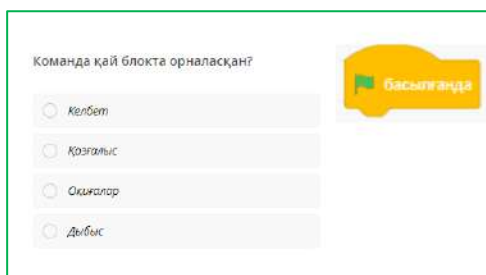 Команда қай блокта орналасқан?
басылғанда
Келбет
Қозғалыс
Оқиғалар
Дыбыс